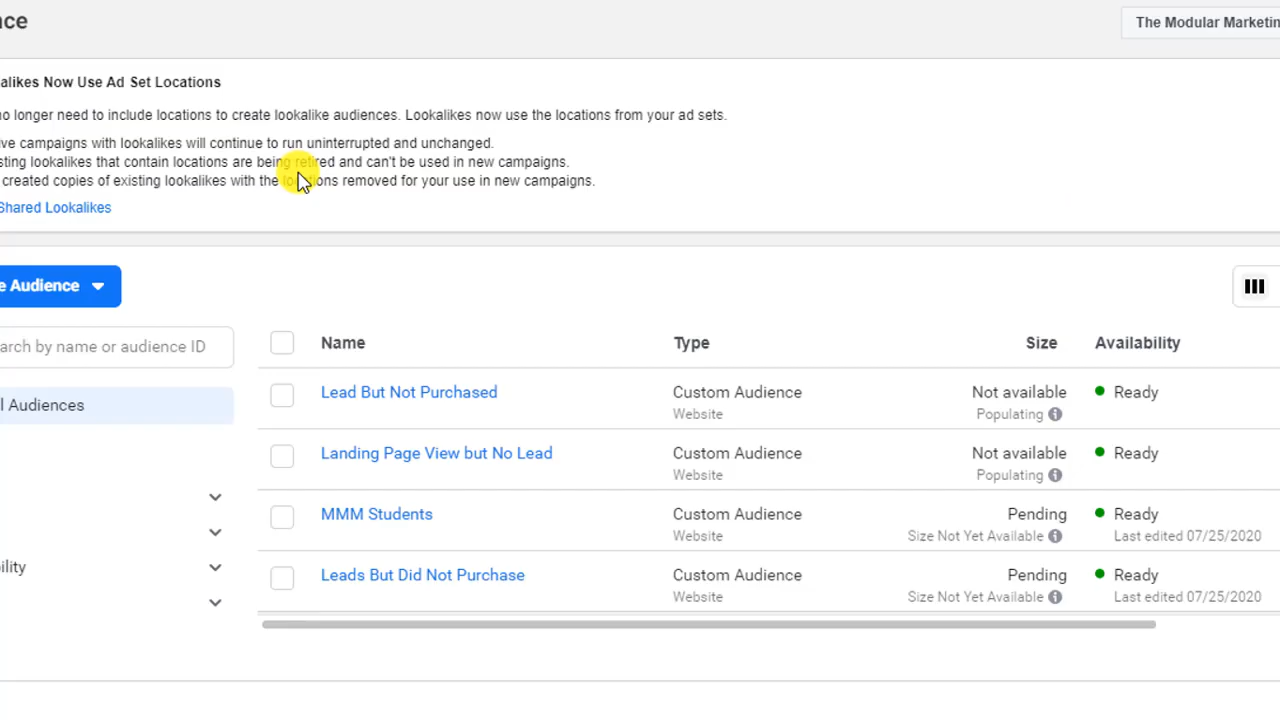 nce
The Modular Marketin
alikes Now Use Ad Set Locations
no longer need to include locations to create lookalike audiences. Lookalikes now use the locations from your ad sets.
ive campaigns with lookalikes will continue to run uninterrupted and unchanged.
sting lookalikes that contain locations are being retired and can't be used in new campaigns.
created copies of existing lookalikes with the locations removed for your use in new campaigns.
Shared Lookalikes
e Audience
arch by name or audience ID
l Audiences
ility
Name Type Size Availability
Lead But Not Purchased Custom Audience Not available Ready
Website Populating
Landing Page View but No Lead Custom Audience Not available Ready
Website Populating
MMM Students Custom Audience Pending Ready
Website Size Not Yet Available Last edited 07/25/2020
Leads But Did Not Purchase Custom Audience Pending Ready
Website Size Not Yet Available Last edited 07/25/2020